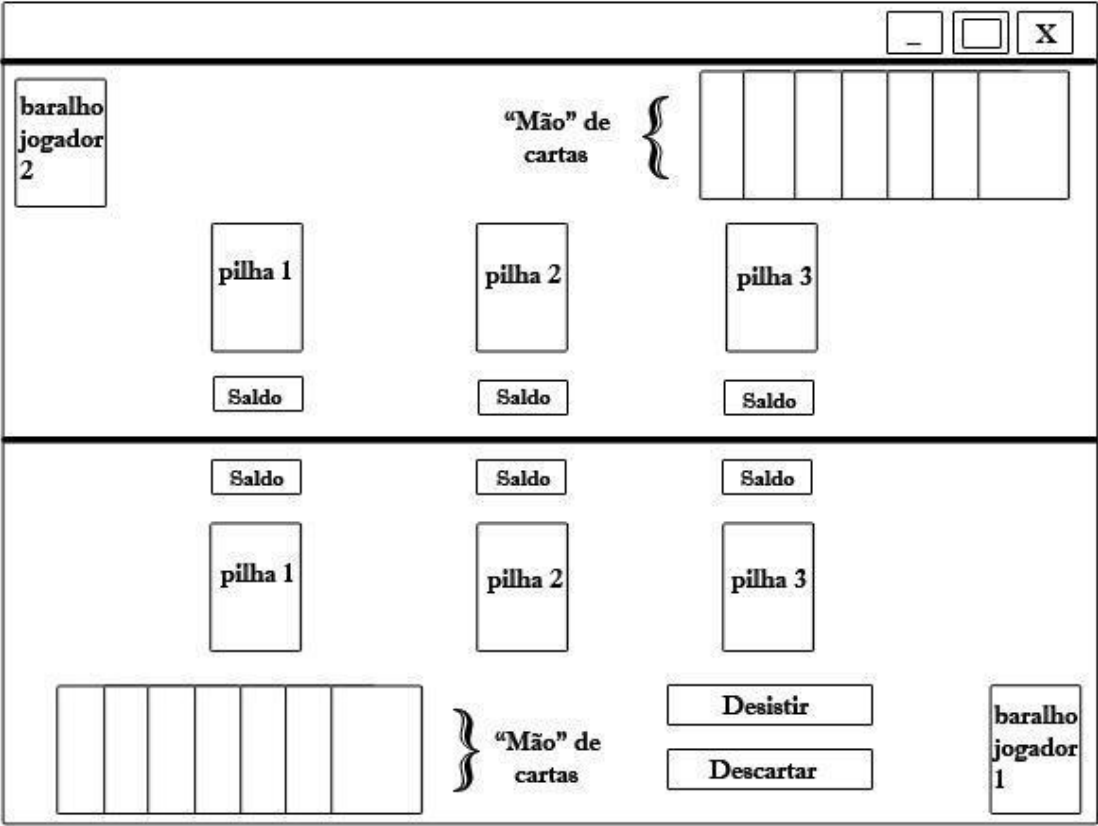 _ X
baralho
jogador
2
“Mão” de
cartas
pilha 1
pilha 2
pilha 3
Saldo
Saldo
Saldo
Saldo
Saldo
Saldo
pilha 1
pilha 2
pilha 3
“Mão” de
cartas
Desistir
Descartar
baralho
jogador
1